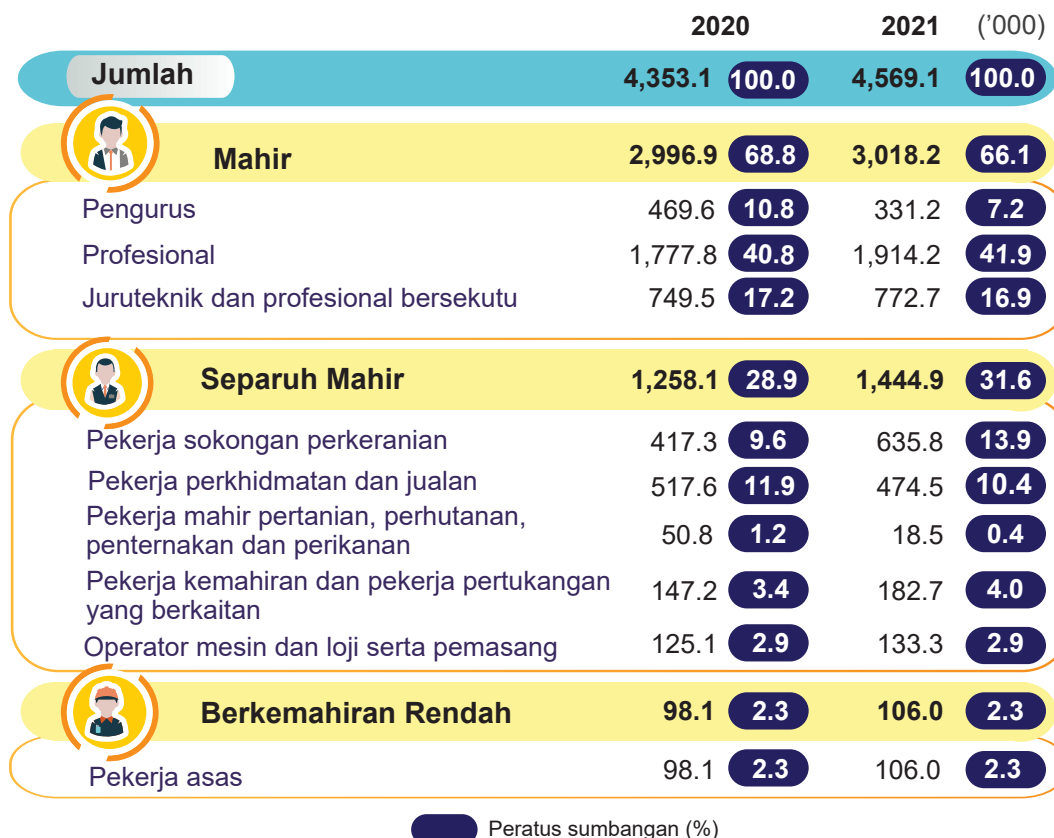 2020 2021 ('000)
Jumlah 4,353.1 100.0 4,569.1 100.0
Mahir 2,996.9 68.8 3,018.2 66.1
Pengurus 469.6 10.8 331.2 7.2
Profesional 1,777.8 40.8 1,914.2 41.9
Juruteknik dan profesional bersekutu 749.5 17.2 772.7 16.9
Separuh Mahir 1,258.1 28.9 1,444.9 31.6
Pekerja sokongan perkeranian 417.3 9.6 635.8 13.9
Pekerja perkhidmatan dan jualan 517.6 11.9 474.5 10.4
Pekerja mahir pertanian, perhutanan,
penternakan dan perikanan 50.8 1.2 18.5 0.4
Pekerja kemahiran dan pekerja pertukangan
yang berkaitan 147.2 3.4 182.7 4.0
Operator mesin dan loji serta pemasang 125.1 2.9 133.3 2.9
Berkemahiran Rendah 98.1 2.3 106.0 2.3
Pekerja asas 98.1 2.3 106.0 2.3
Peratus sumbangan (%)